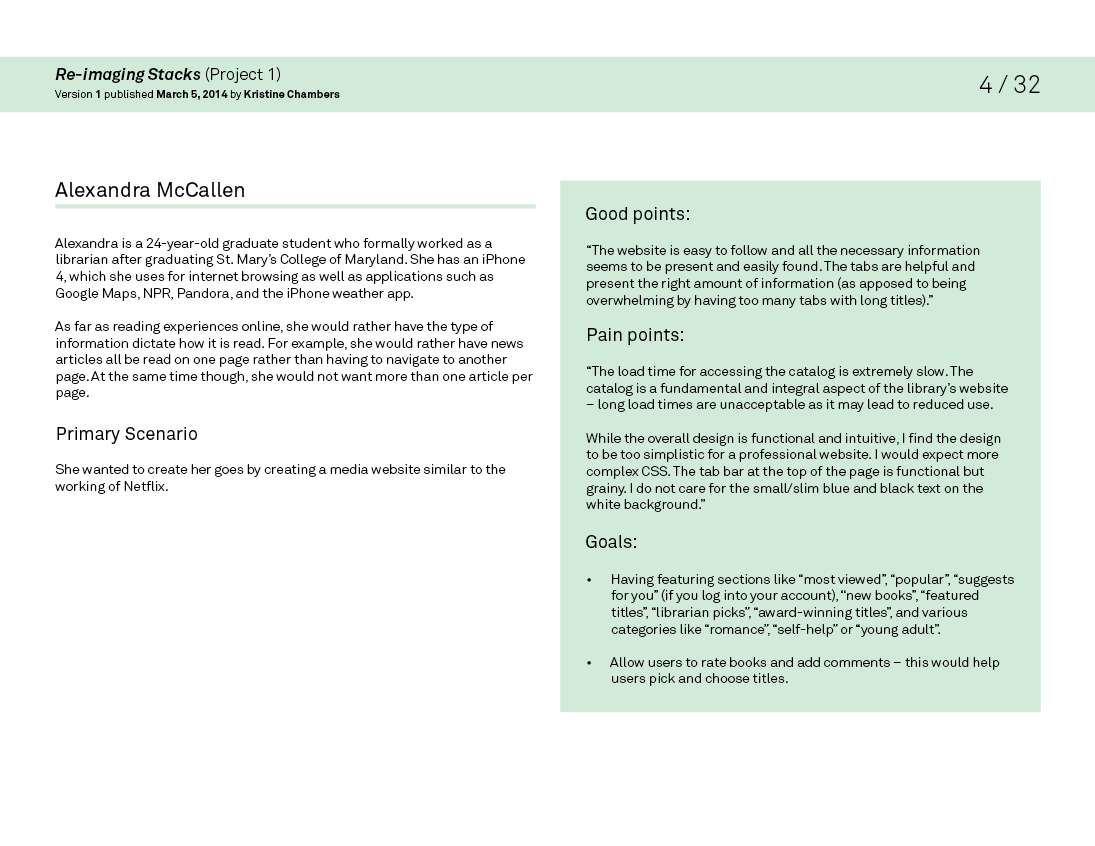 Re-imaging Stacks (Project 1)
Version 1 published March 5, 2014 by Kristine Chambers
4 / 32
Alexandra McCallen
Alexandra is a 24-year-old graduate student who formally worked as a
librarian after graduating St. Mary’s College of Maryland. She has an iPhone
4, which she uses for internet browsing as well as applications such as
Google Maps, NPR, Pandora, and the iPhone weather app.
As far as reading experiences online, she would rather have the type of
information dictate how it is read. For example, she would rather have news
articles all be read on one page rather than having to navigate to another
page. At the same time though, she would not want more than one article per
page.
Primary Scenario
She wanted to create her goes by creating a media website similar to the
working of Netflix.
Good points:
“The website is easy to follow and all the necessary information
seems to be present and easily found. The tabs are helpful and
present the right amount of information (as apposed to being
overwhelming by having too many tabs with long titles).”
Pain points:
“The load time for accessing the catalog is extremely slow. The
catalog is a fundamental and integral aspect of the library’s website
– long load times are unacceptable as it may lead to reduced use.
While the overall design is functional and intuitive, I find the design
to be too simplistic for a professional website. I would expect more
complex CSS. The tab bar at the top of the page is functional but
grainy. I do not care for the small/slim blue and black text on the
white background.”
Goals:
• Having featuring sections like “most viewed”, “popular”, “suggests
for you” (if you log into your account), “new books”, “featured
titles”, “librarian picks”, “award-winning titles”, and various
categories like “romance”, “self-help” or “young adult”.
• Allow users to rate books and add comments – this would help
users pick and choose titles.